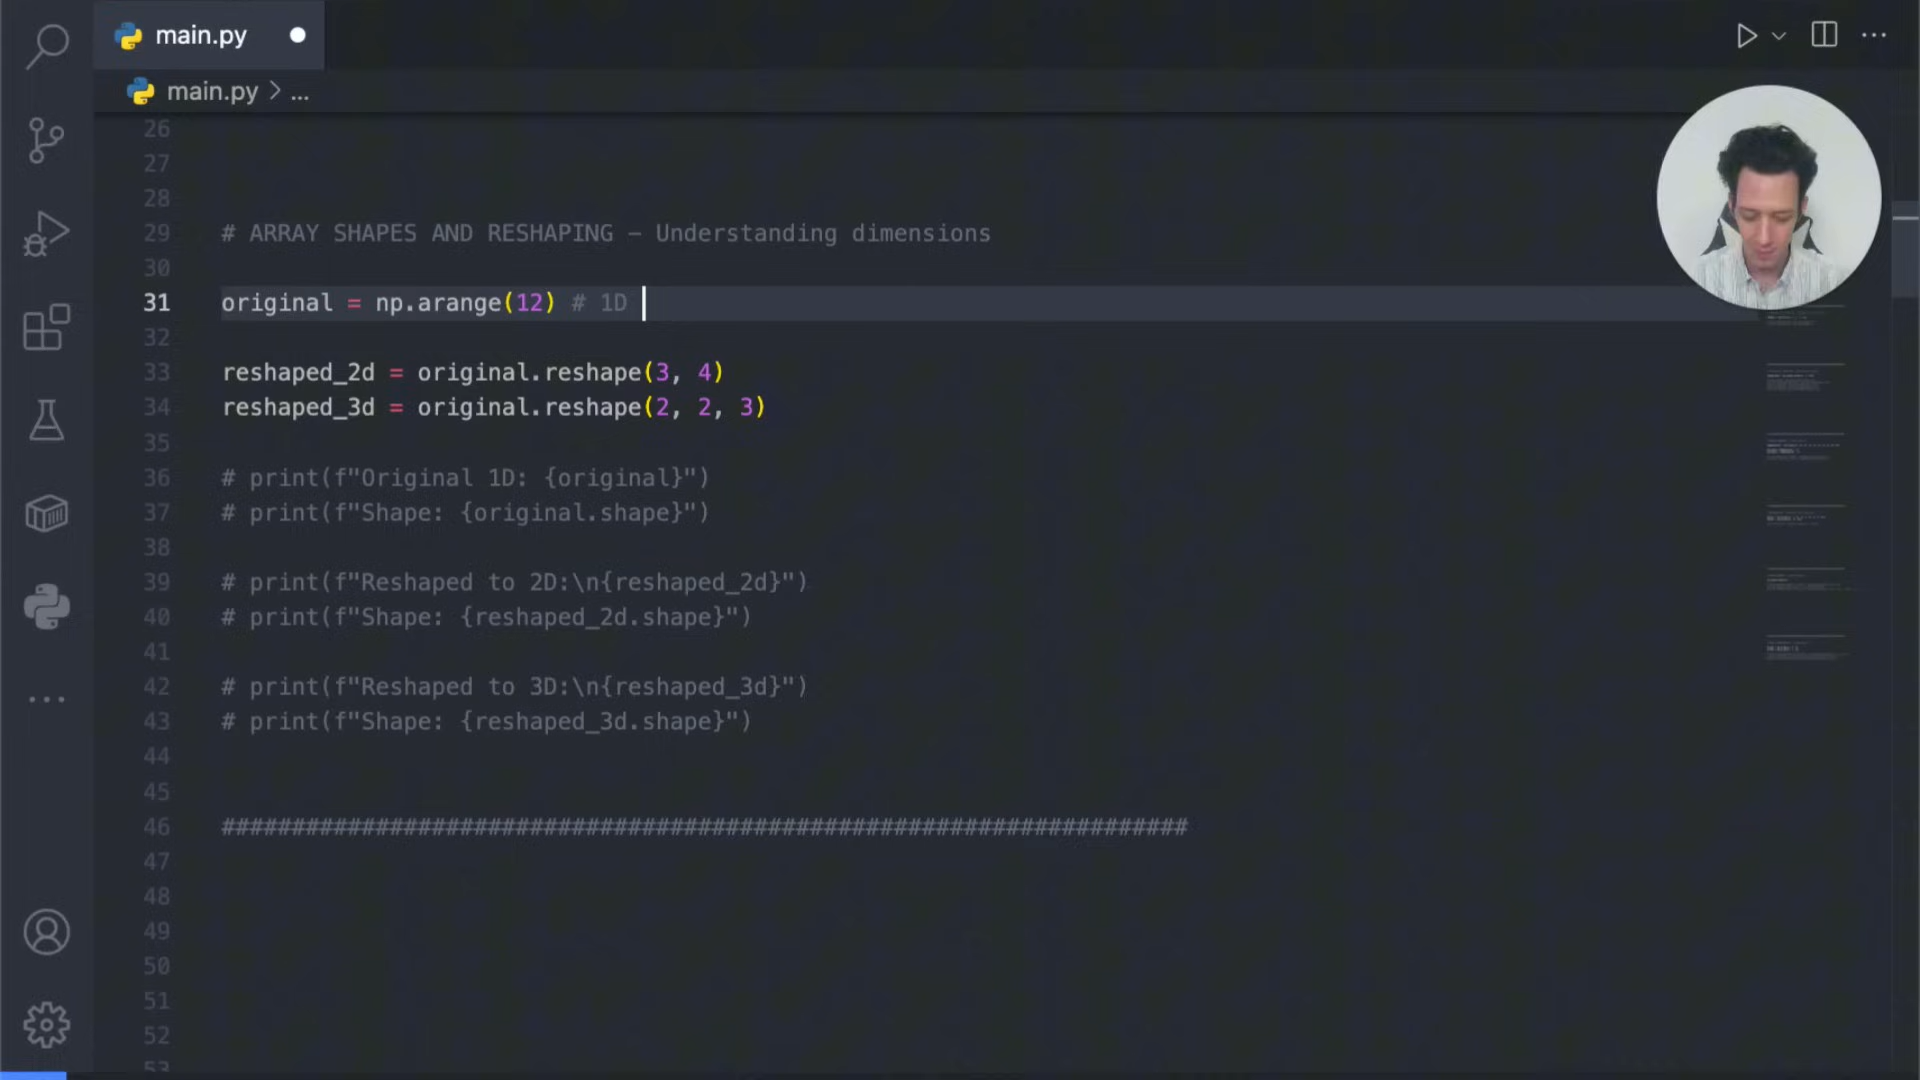 main.py
main.py > ...
26
27
28
29 # ARRAY SHAPES AND RESHAPING – Understanding dimensions
30
31 original = np.arange(12) # 1D
32
33 reshaped_2d = original.reshape(3, 4)
34 reshaped_3d = original.reshape(2, 2, 3)
35
36 # print(f"Original 1D: {original}")
37 # print(f"Shape: {original.shape}")
38
39 # print(f"Reshaped to 2D:\n{reshaped_2d}")
40 # print(f"Shape: {reshaped_2d.shape}")
41
42 # print(f"Reshaped to 3D:\n{reshaped_3d}")
43 # print(f"Shape: {reshaped_3d.shape}")
44
45
46 #####################################################################
47
48
49
50
51
52
53